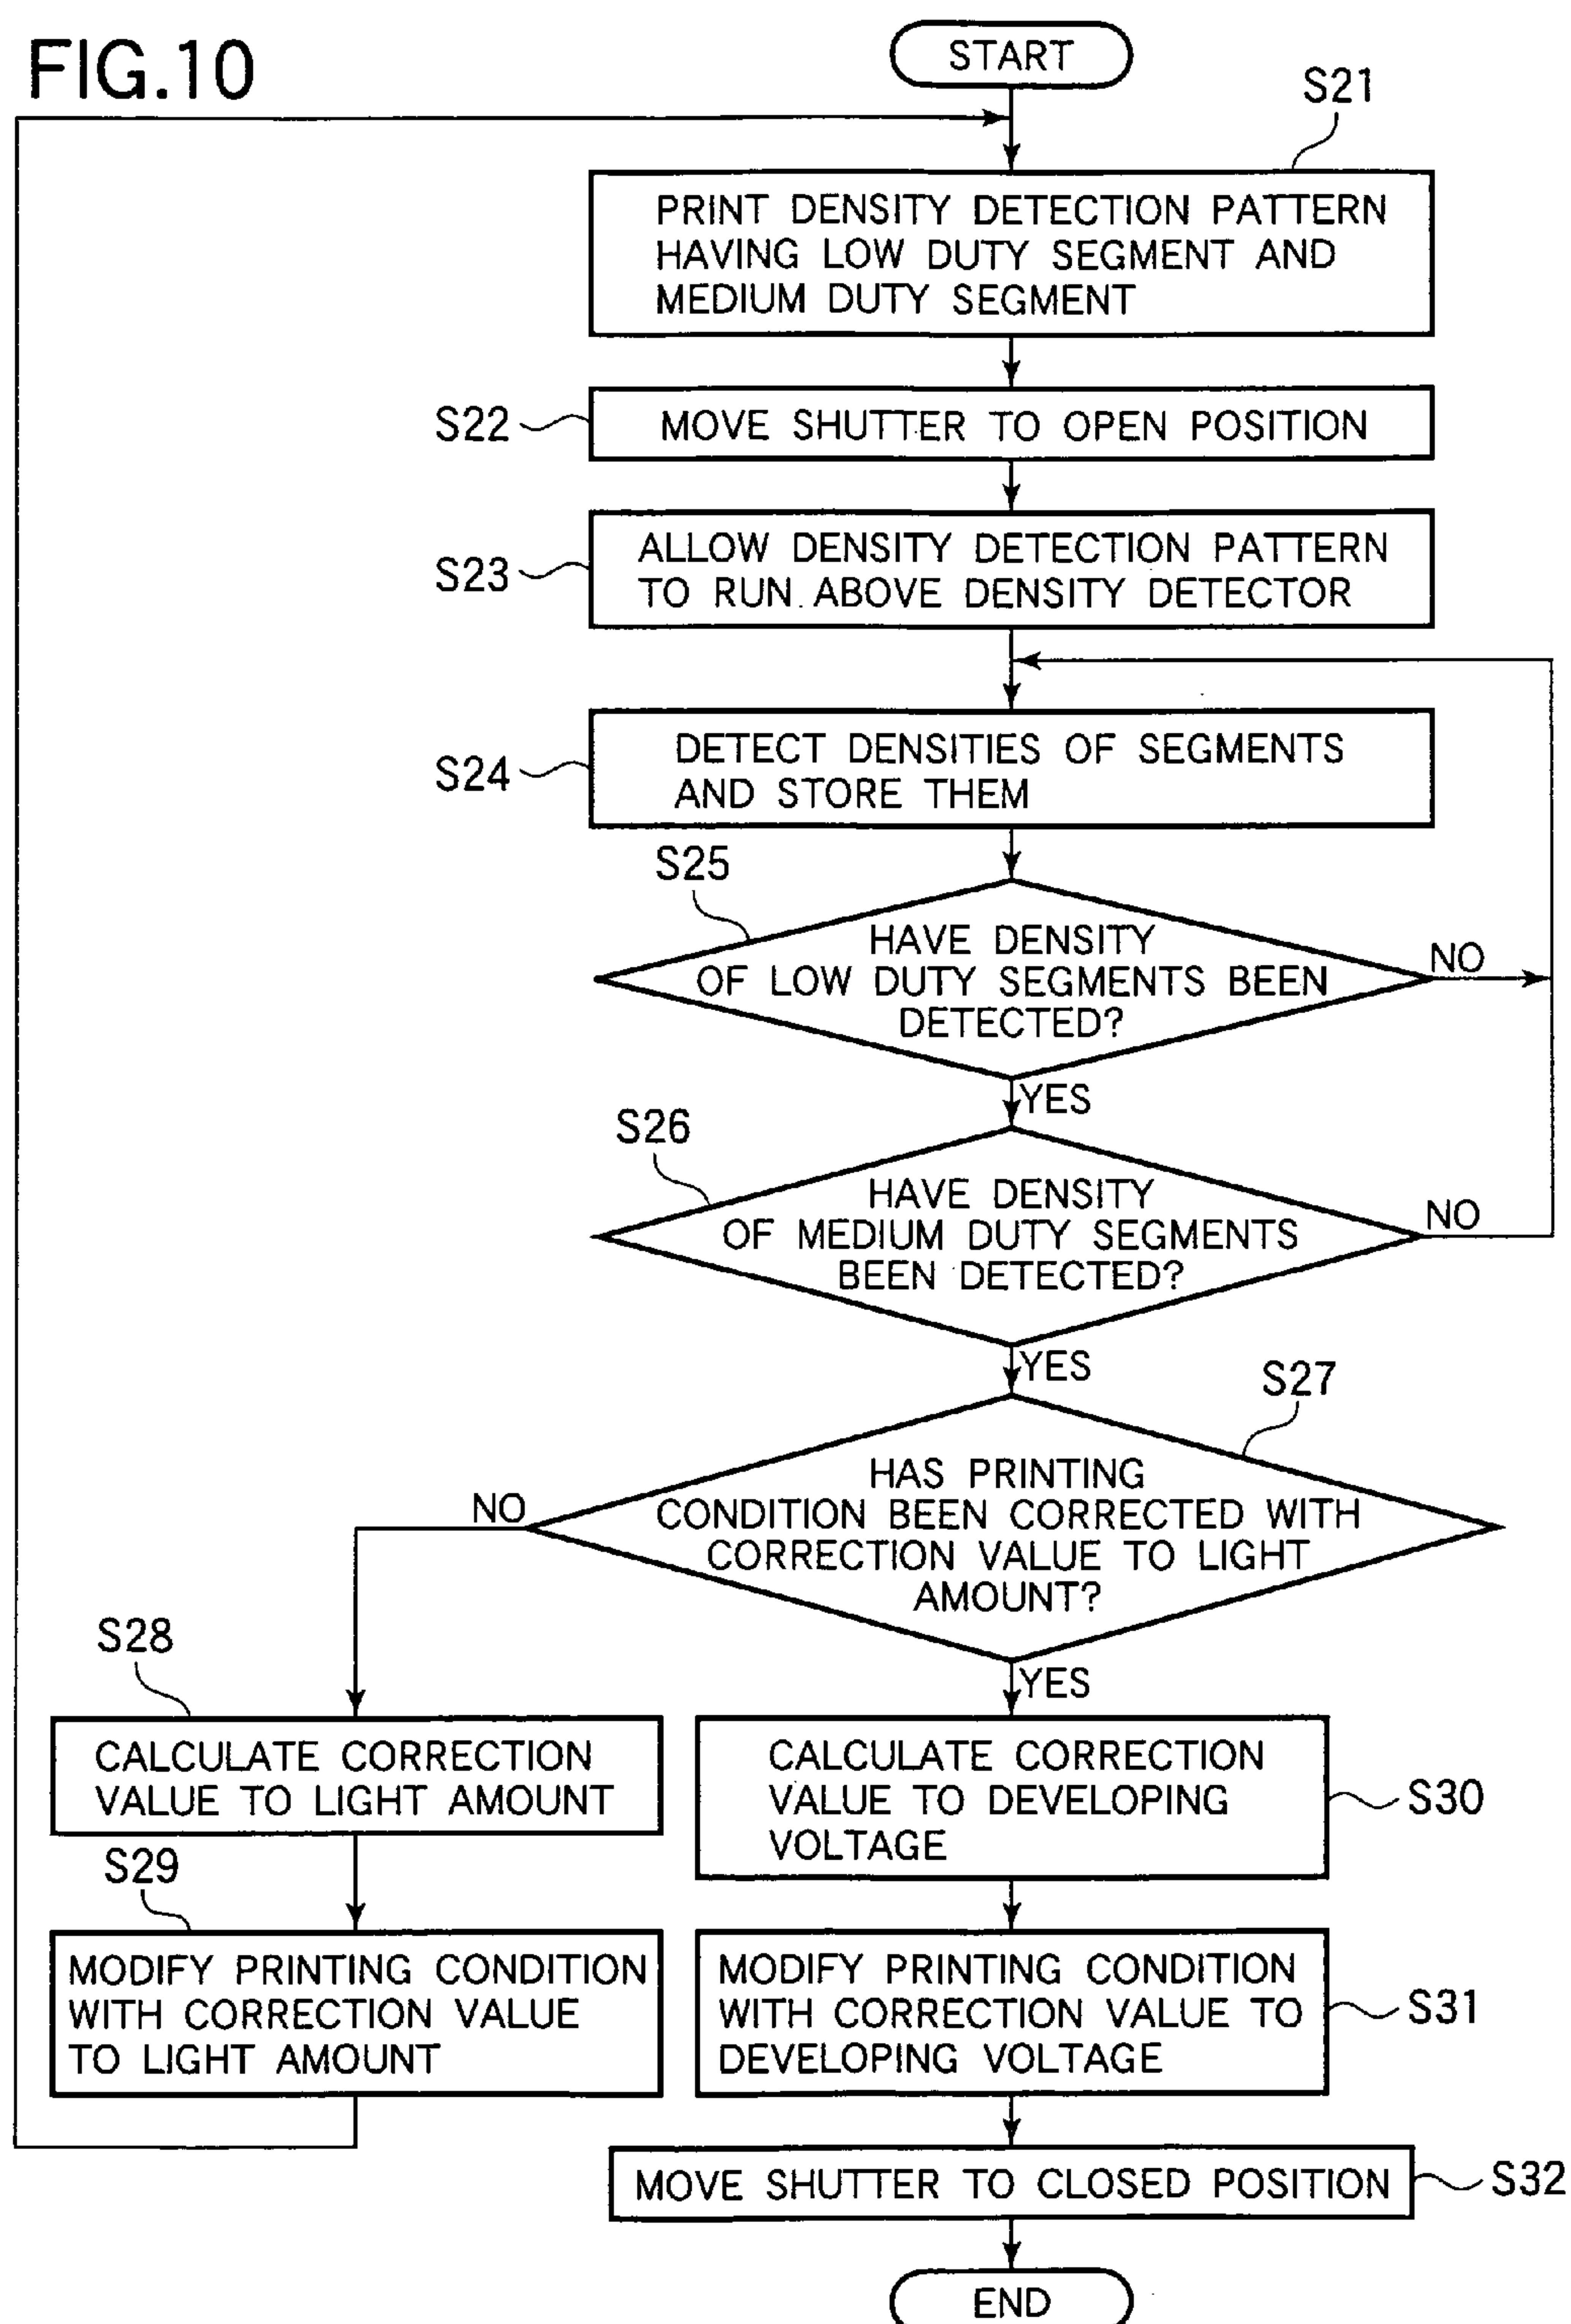 FIG.10
START
S21
PRINT DENSITY DETECTION PATTERN
HAVING LOW DUTY SEGMENT AND
MEDIUM DUTY SEGMENT
S22
MOVE SHUTTER TO OPEN POSITION
S23
ALLOW DENSITY DETECTION PATTERN
TO RUN ABOVE DENSITY DETECTOR
S24
DETECT DENSITIES OF SEGMENTS
AND STORE THEM
S25
HAVE DENSITY
OF LOW DUTY SEGMENTS BEEN
DETECTED?
NO
YES
S26
HAVE DENSITY
OF MEDIUM DUTY SEGMENTS
BEEN DETECTED?
NO
YES
S27
HAS PRINTING
CONDITION BEEN CORRECTED WITH
CORRECTION VALUE TO LIGHT
AMOUNT?
NO
YES
S28
CALCULATE CORRECTION
VALUE TO LIGHT AMOUNT
S29
MODIFY PRINTING CONDITION
WITH CORRECTION VALUE
TO LIGHT AMOUNT
CALCULATE CORRECTION
VALUE TO DEVELOPING
VOLTAGE
S30
MODIFY PRINTING CONDITION
WITH CORRECTION VALUE TO
DEVELOPING VOLTAGE
S31
MOVE SHUTTER TO CLOSED POSITION
S32
END